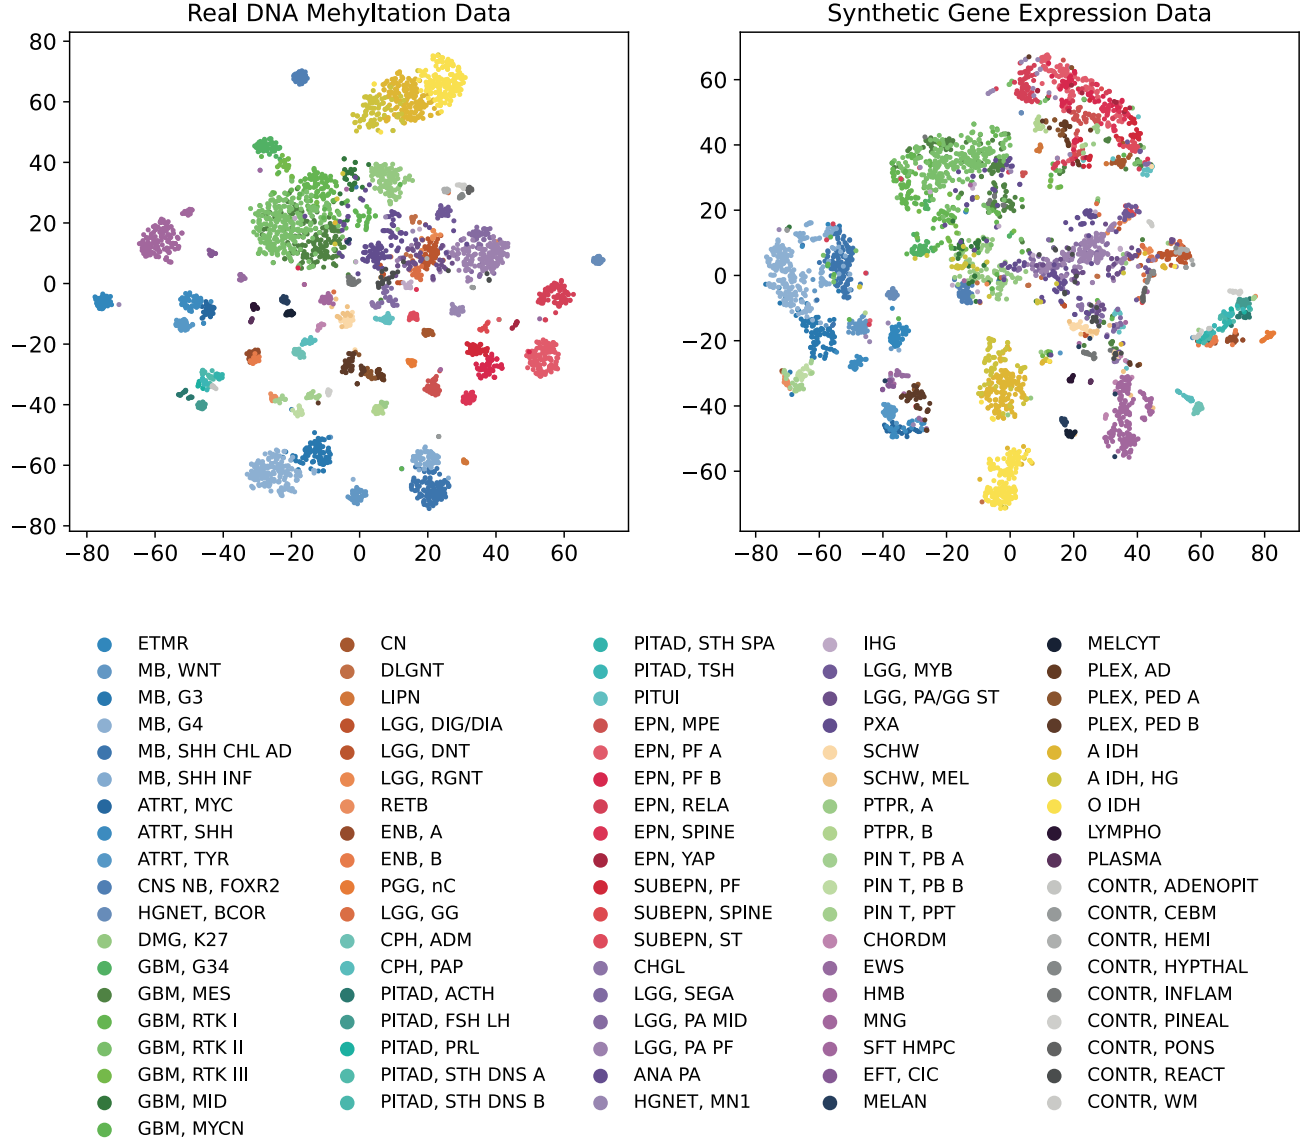 Real DNA Mehyltation Data
80
60
40
20
0
−20
−40
−60
−80
−80 −60 −40 −20 0 20 40 60
Synthetic Gene Expression Data
60
40
20
0
−20
−40
−60
−80 −60 −40 −20 0 20 40 60 80
ETMR
MB, WNT
MB, G3
MB, G4
MB, SHH CHL AD
MB, SHH INF
ATRT, MYC
ATRT, SHH
ATRT, TYR
CNS NB, FOXR2
HGNET, BCOR
DMG, K27
GBM, G34
GBM, MES
GBM, RTK I
GBM, RTK II
GBM, RTK III
GBM, MID
GBM, MYCN
CN
DLGNT
LIPN
LGG, DIG/DIA
LGG, DNT
LGG, RGNT
RETB
ENB, A
ENB, B
PGG, nC
LGG, GG
CPH, ADM
CPH, PAP
PITAD, ACTH
PITAD, FSH LH
PITAD, PRL
PITAD, STH DNS A
PITAD, STH DNS B
PITAD, STH SPA
PITAD, TSH
PITUI
EPN, MPE
EPN, PF A
EPN, PF B
EPN, RELA
EPN, SPINE
EPN, YAP
SUBEPN, PF
SUBEPN, SPINE
SUBEPN, ST
CHGL
LGG, SEGA
LGG, PA MID
LGG, PA PF
ANA PA
HGNET, MN1
IHG
LGG, MYB
LGG, PA/GG ST
PXA
SCHW
SCHW, MEL
PTPR, A
PTPR, B
PIN T, PB A
PIN T, PB B
PIN T, PPT
CHORDM
EWS
HMB
MNG
SFT HMPC
EFT, CIC
MELAN
MELCYT
PLEX, AD
PLEX, PED A
PLEX, PED B
A IDH
A IDH, HG
O IDH
LYMPHO
PLASMA
CONTR, ADENOPIT
CONTR, CEBM
CONTR, HEMI
CONTR, HYPTHAL
CONTR, INFLAM
CONTR, PINEAL
CONTR, PONS
CONTR, REACT
CONTR, WM